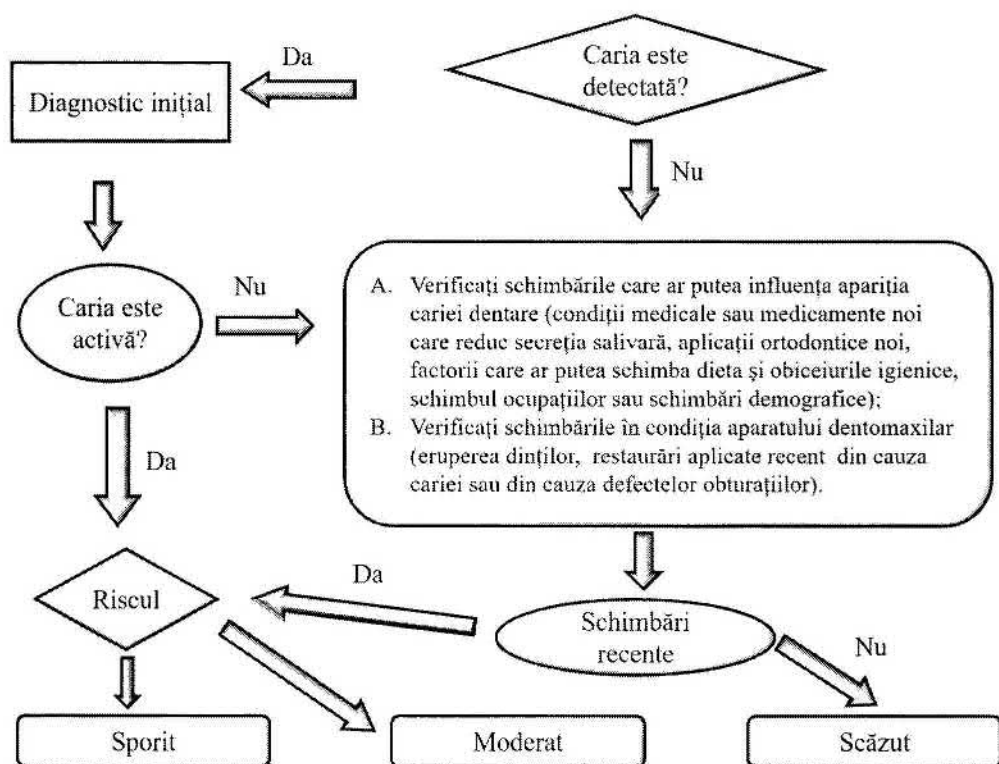 Caria este
detectată?
Da
Diagnostic inițial
Nu
Caria este
activă?
Nu
A. Verificați schimbările care ar putea influența apariția
cariei dentare (condiții medicale sau medicamente noi
care reduc secreția salivară, aplicații ortodontice noi,
factorii care ar putea schimba dieta și obiceiurile igienice,
schimbul ocupațiilor sau schimbări demografice);
B. Verificați schimbările în condiția aparatului dentomaxilar
(eruperea dinților, restaurări aplicate recent din cauza
cariei sau din cauza defectelor obturațiilor).
Da
Riscul
Da
Schimbări
recente
Nu
Sporit
Moderat
Scăzut